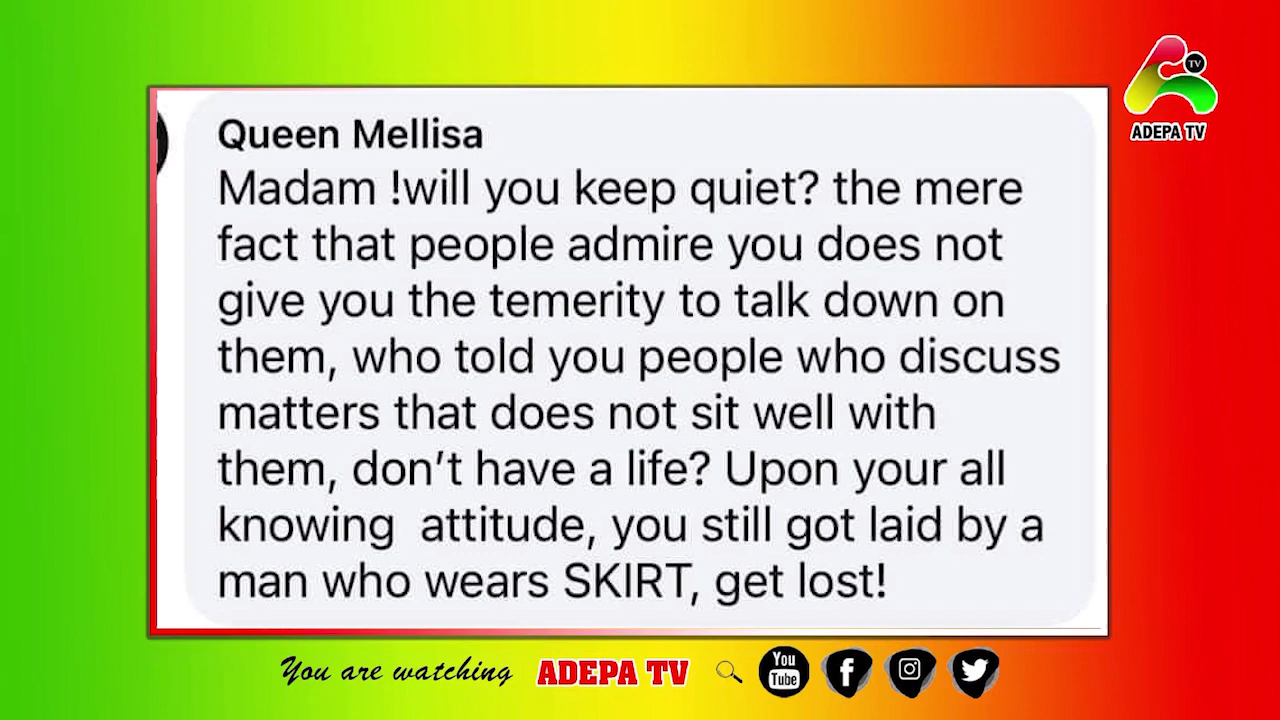 TV
ADEPA TV
Queen Mellisa
Madam !will you keep quiet? the mere
fact that people admire you does not
give you the temerity to talk down on
them, who told you people who discuss
matters that does not sit well with
them, don’t have a life? Upon your all
knowing  attitude, you still got laid by a
man who wears SKIRT, get lost!
You are watching ADEPA TV You Tube